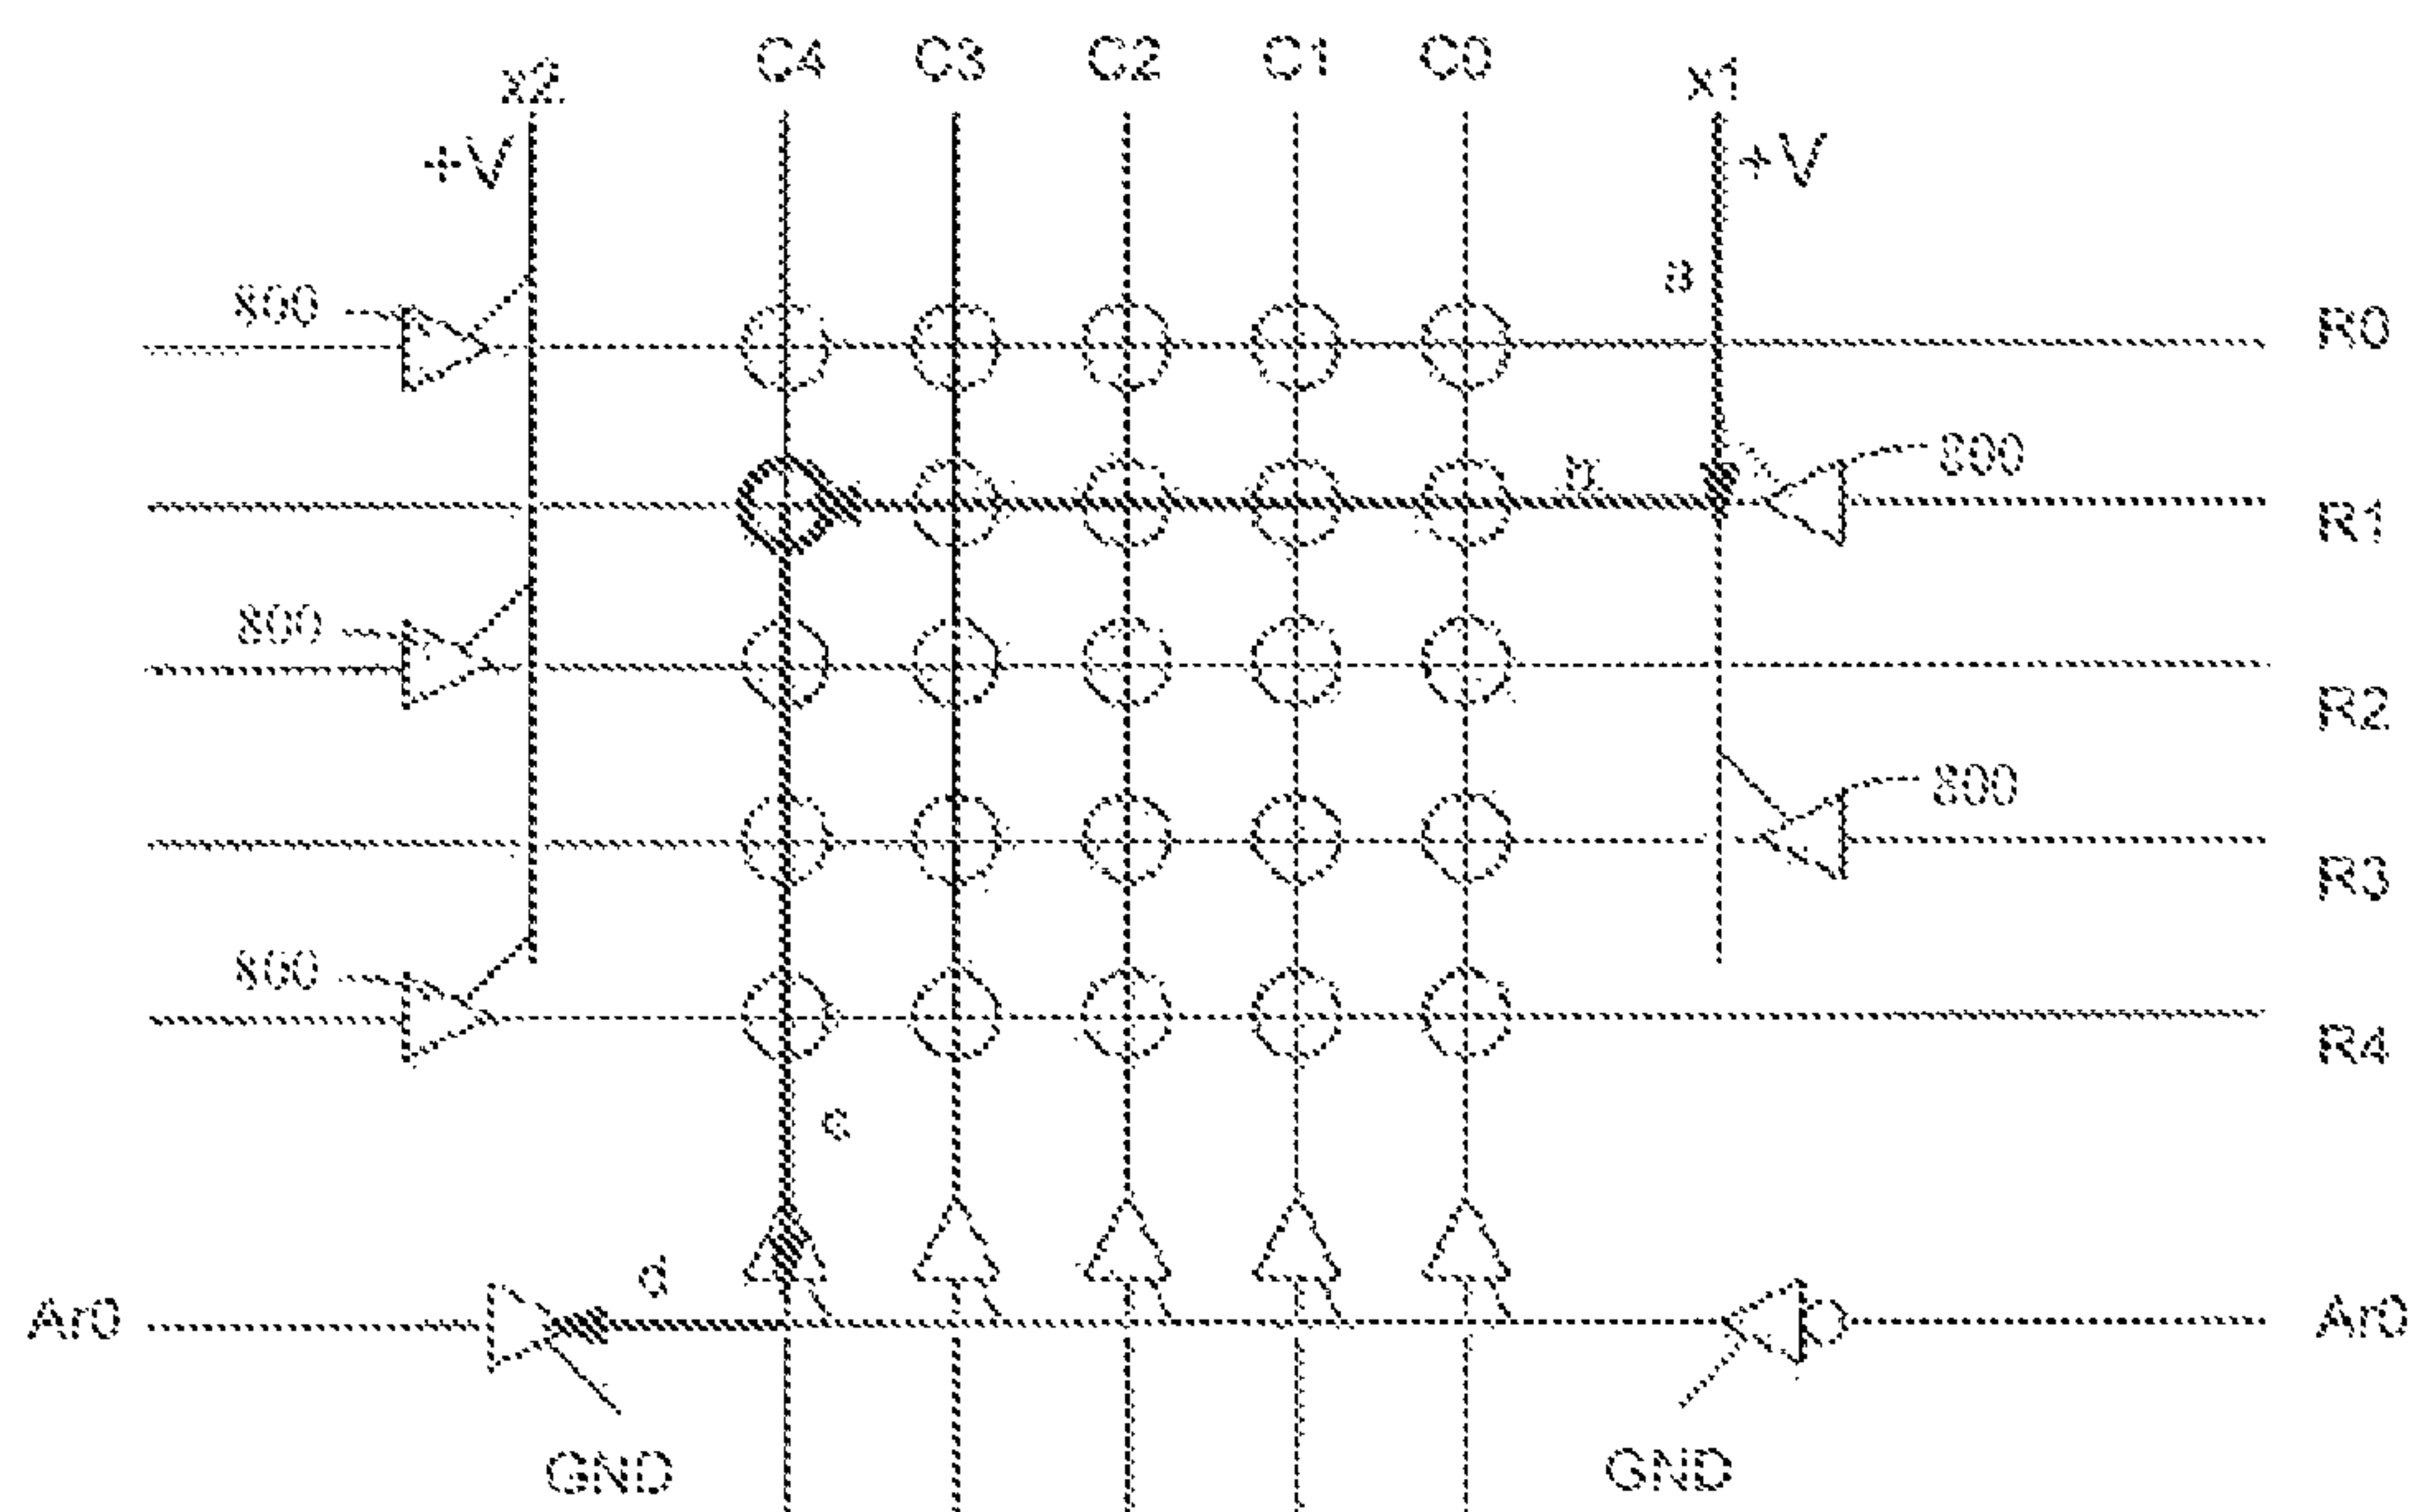 x2 C4 C3 C2 C1 C0 x1
+V +V
a
800 R0
b 800
R1
800
R2
800
R3
800
R4
c
d
Ar0 Ar0
GND GND